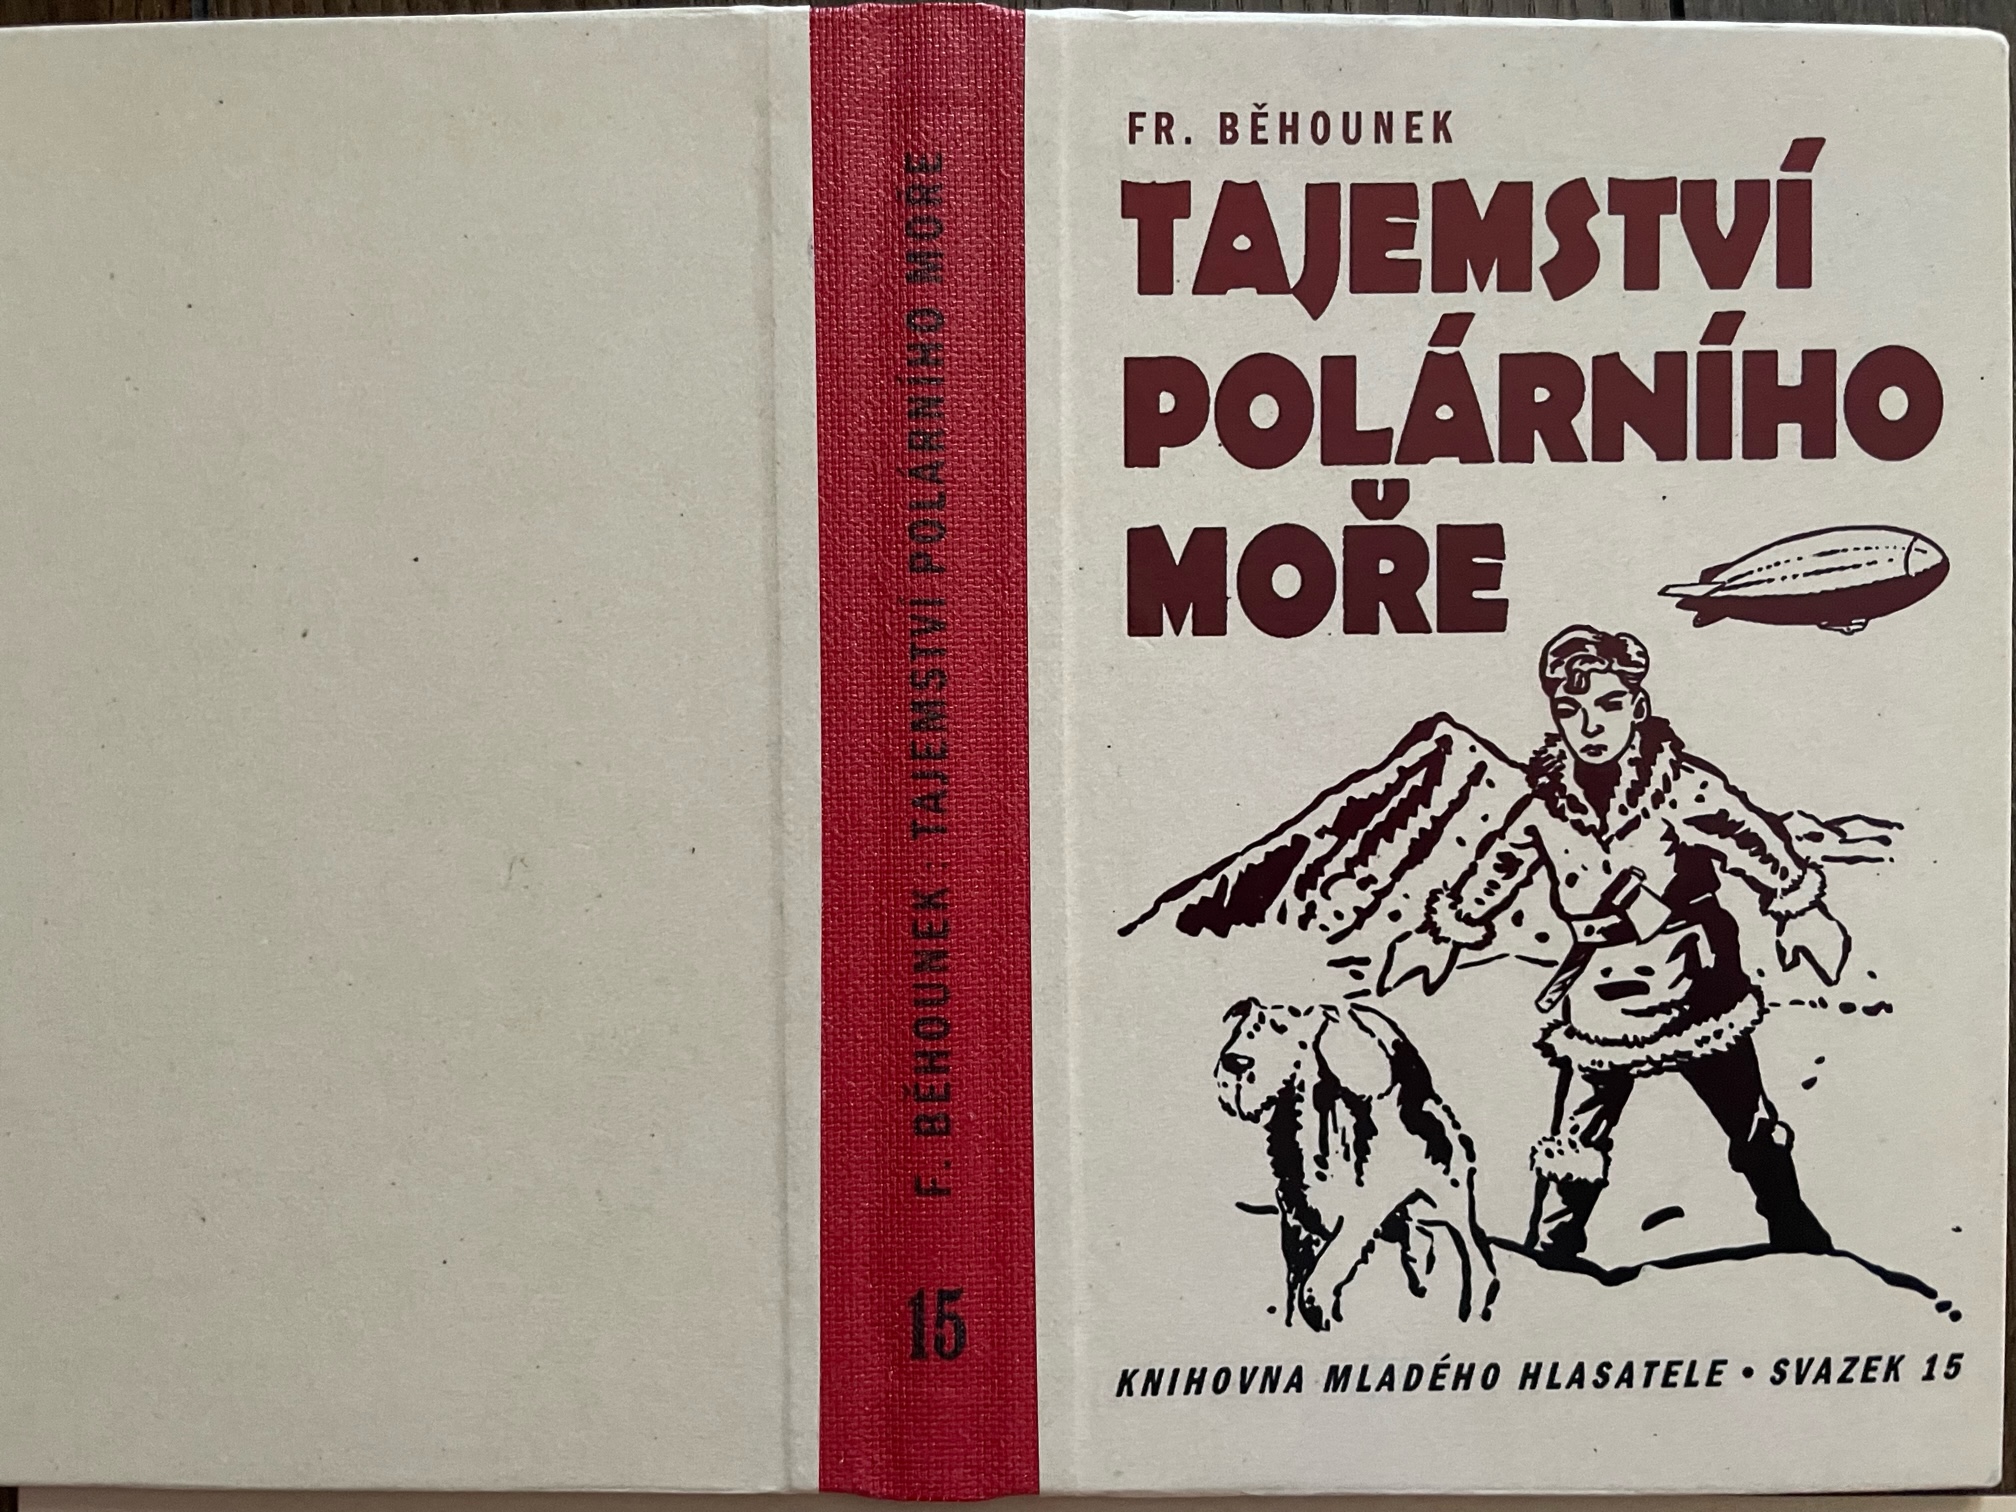 F. BĚHOUNEK: TAJEMSTVÍ POLÁRNÍHO MOŘE
15
FR. BĚHOUNEK
TAJEMSTVÍ
POLÁRNÍHO
MOŘE
KNIHOVNA MLADÉHO HLASATELE • SVAZEK 15